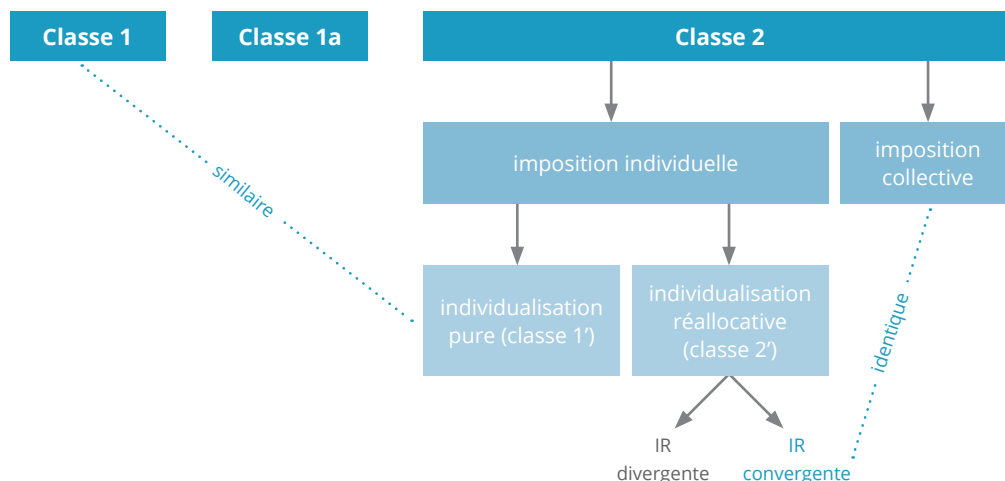 Classe 1
Classe 1a
Classe 2
imposition individuelle
imposition
collective
similaire
individualisation
pure (classe 1’)
individualisation
réallocative
(classe 2’)
identique
IR
divergente
IR
convergente